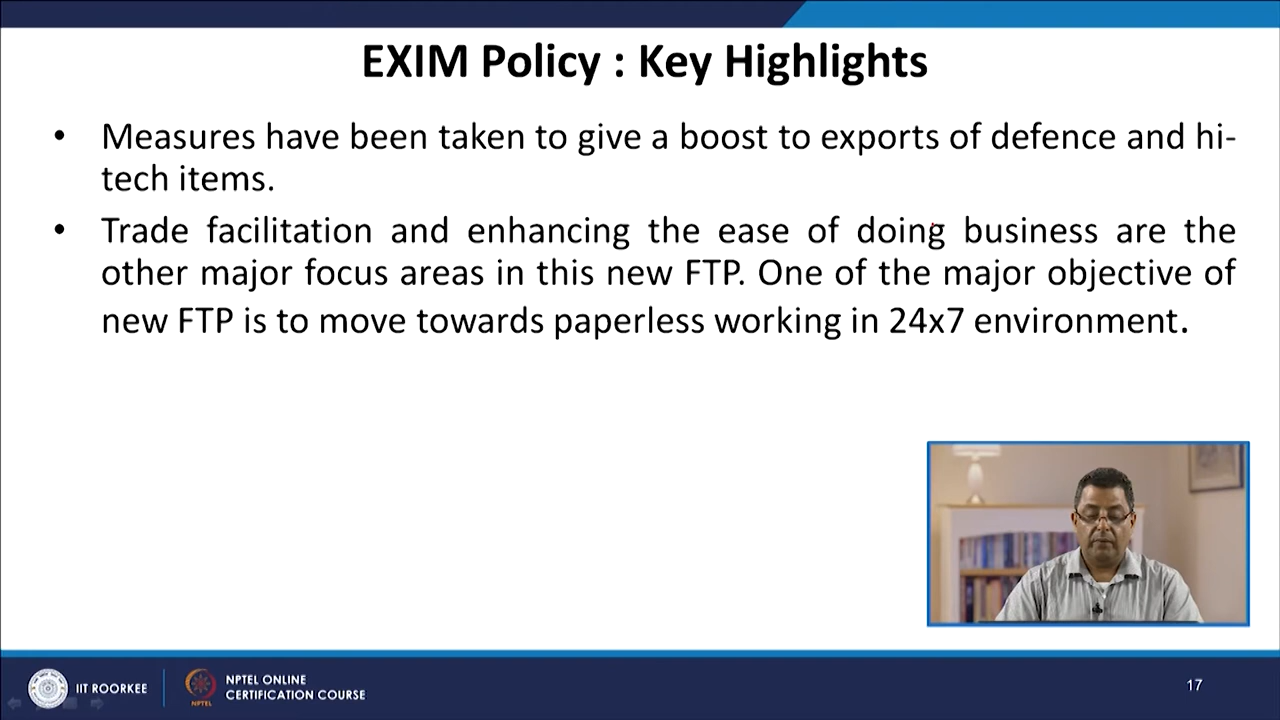 EXIM Policy : Key Highlights
• Measures have been taken to give a boost to exports of defence and hi-
tech items.
• Trade facilitation and enhancing the ease of doing business are the
other major focus areas in this new FTP. One of the major objective of
new FTP is to move towards paperless working in 24x7 environment.
IIT ROORKEE
NPTEL
NPTEL ONLINE
CERTIFICATION COURSE
17